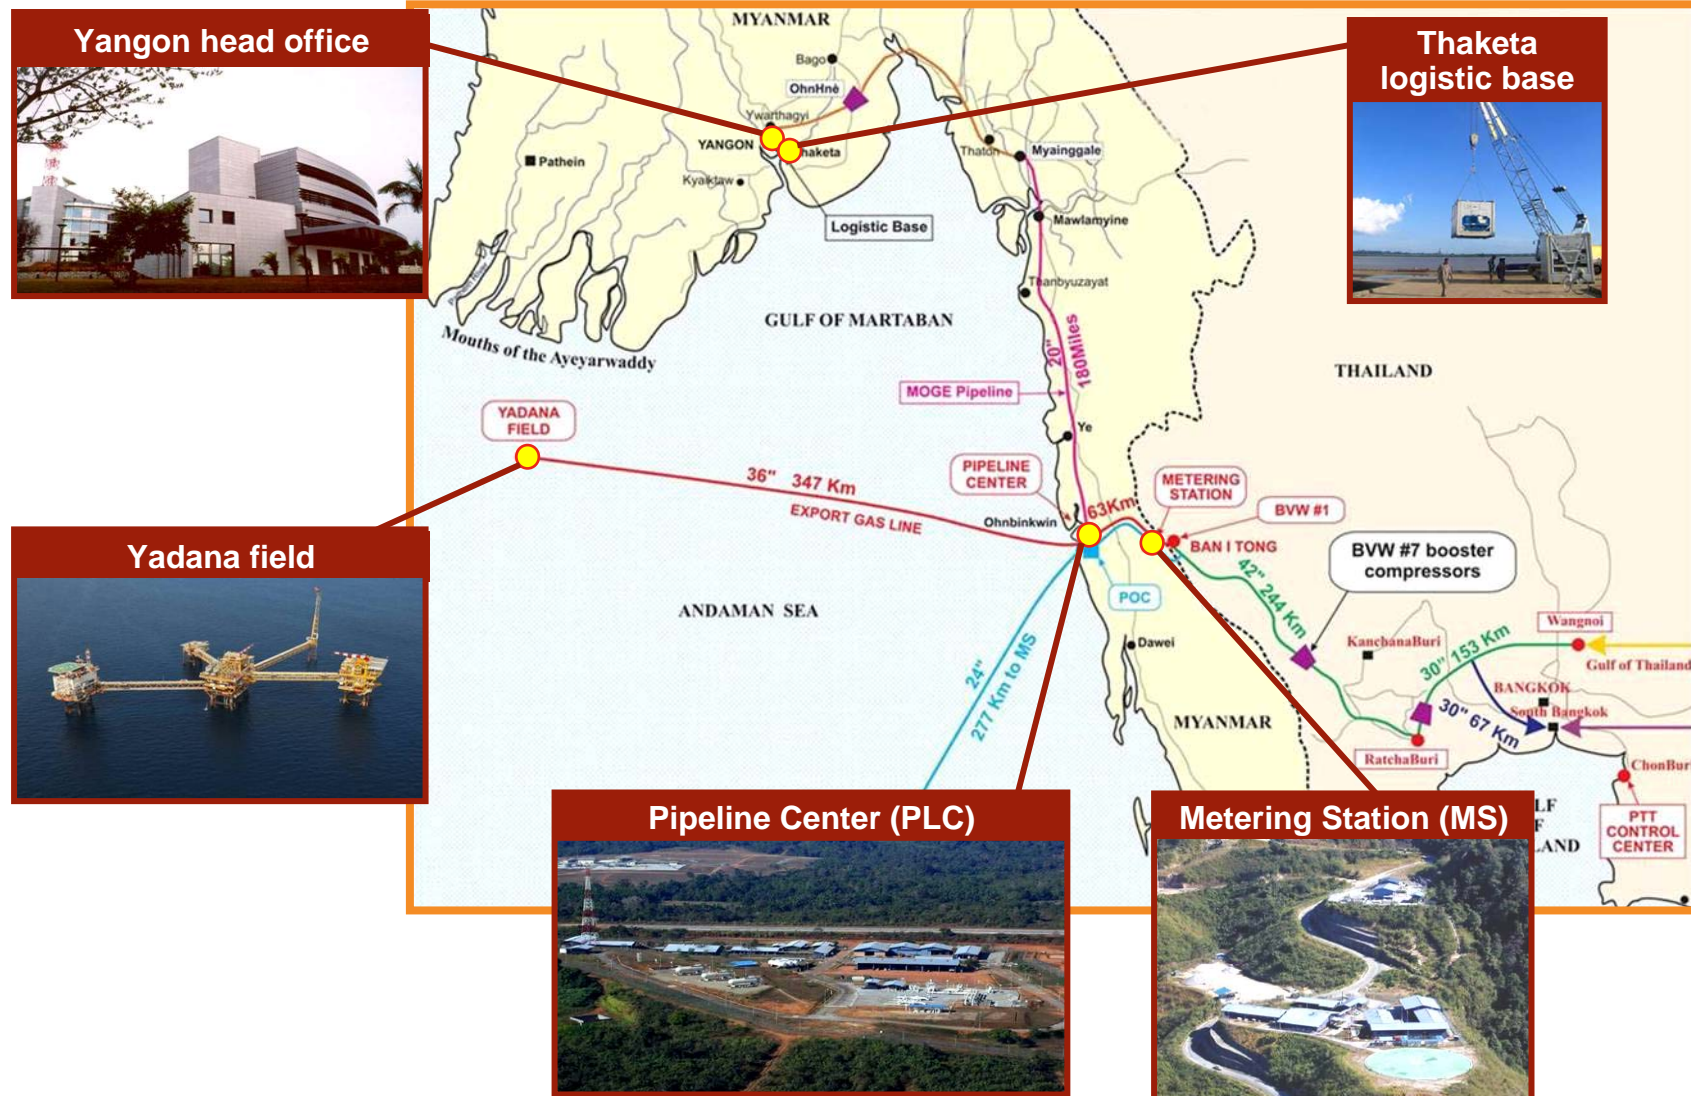 Yangon head office
Thaketa
logistic base
MYANMAR
Bago
OhnHnè
Ywarthagyi
YANGON
haketa
Pathein
Kyaiktaw
Thaton
Myainggale
Mawlamyine
Logistic Base
Thanbyuzayat
GULF OF MARTABAN
Mouths of the Ayeyarwaddy
20"
180Miles
MOGE Pipeline
THAILAND
YADANA
FIELD
Ye
36" 347 Km
EXPORT GAS LINE
PIPELINE
CENTER
METERING
STATION
63Km
BVW #1
Ohnbinkwin
BAN I TONG
BVW #7 booster
compressors
Yadana field
42" 244 Km
POC
ANDAMAN SEA
Dawei
24"
277 Km to MS
KanchanaBuri
Wangnoi
30" 153 Km
Gulf of Thailand
BANGKOK
South Bangkok
30" 67 Km
MYANMAR
RatchaBuri
ChonBuri
PTT
CONTROL
CENTER
LF
F
LAND
Pipeline Center (PLC)
Metering Station (MS)